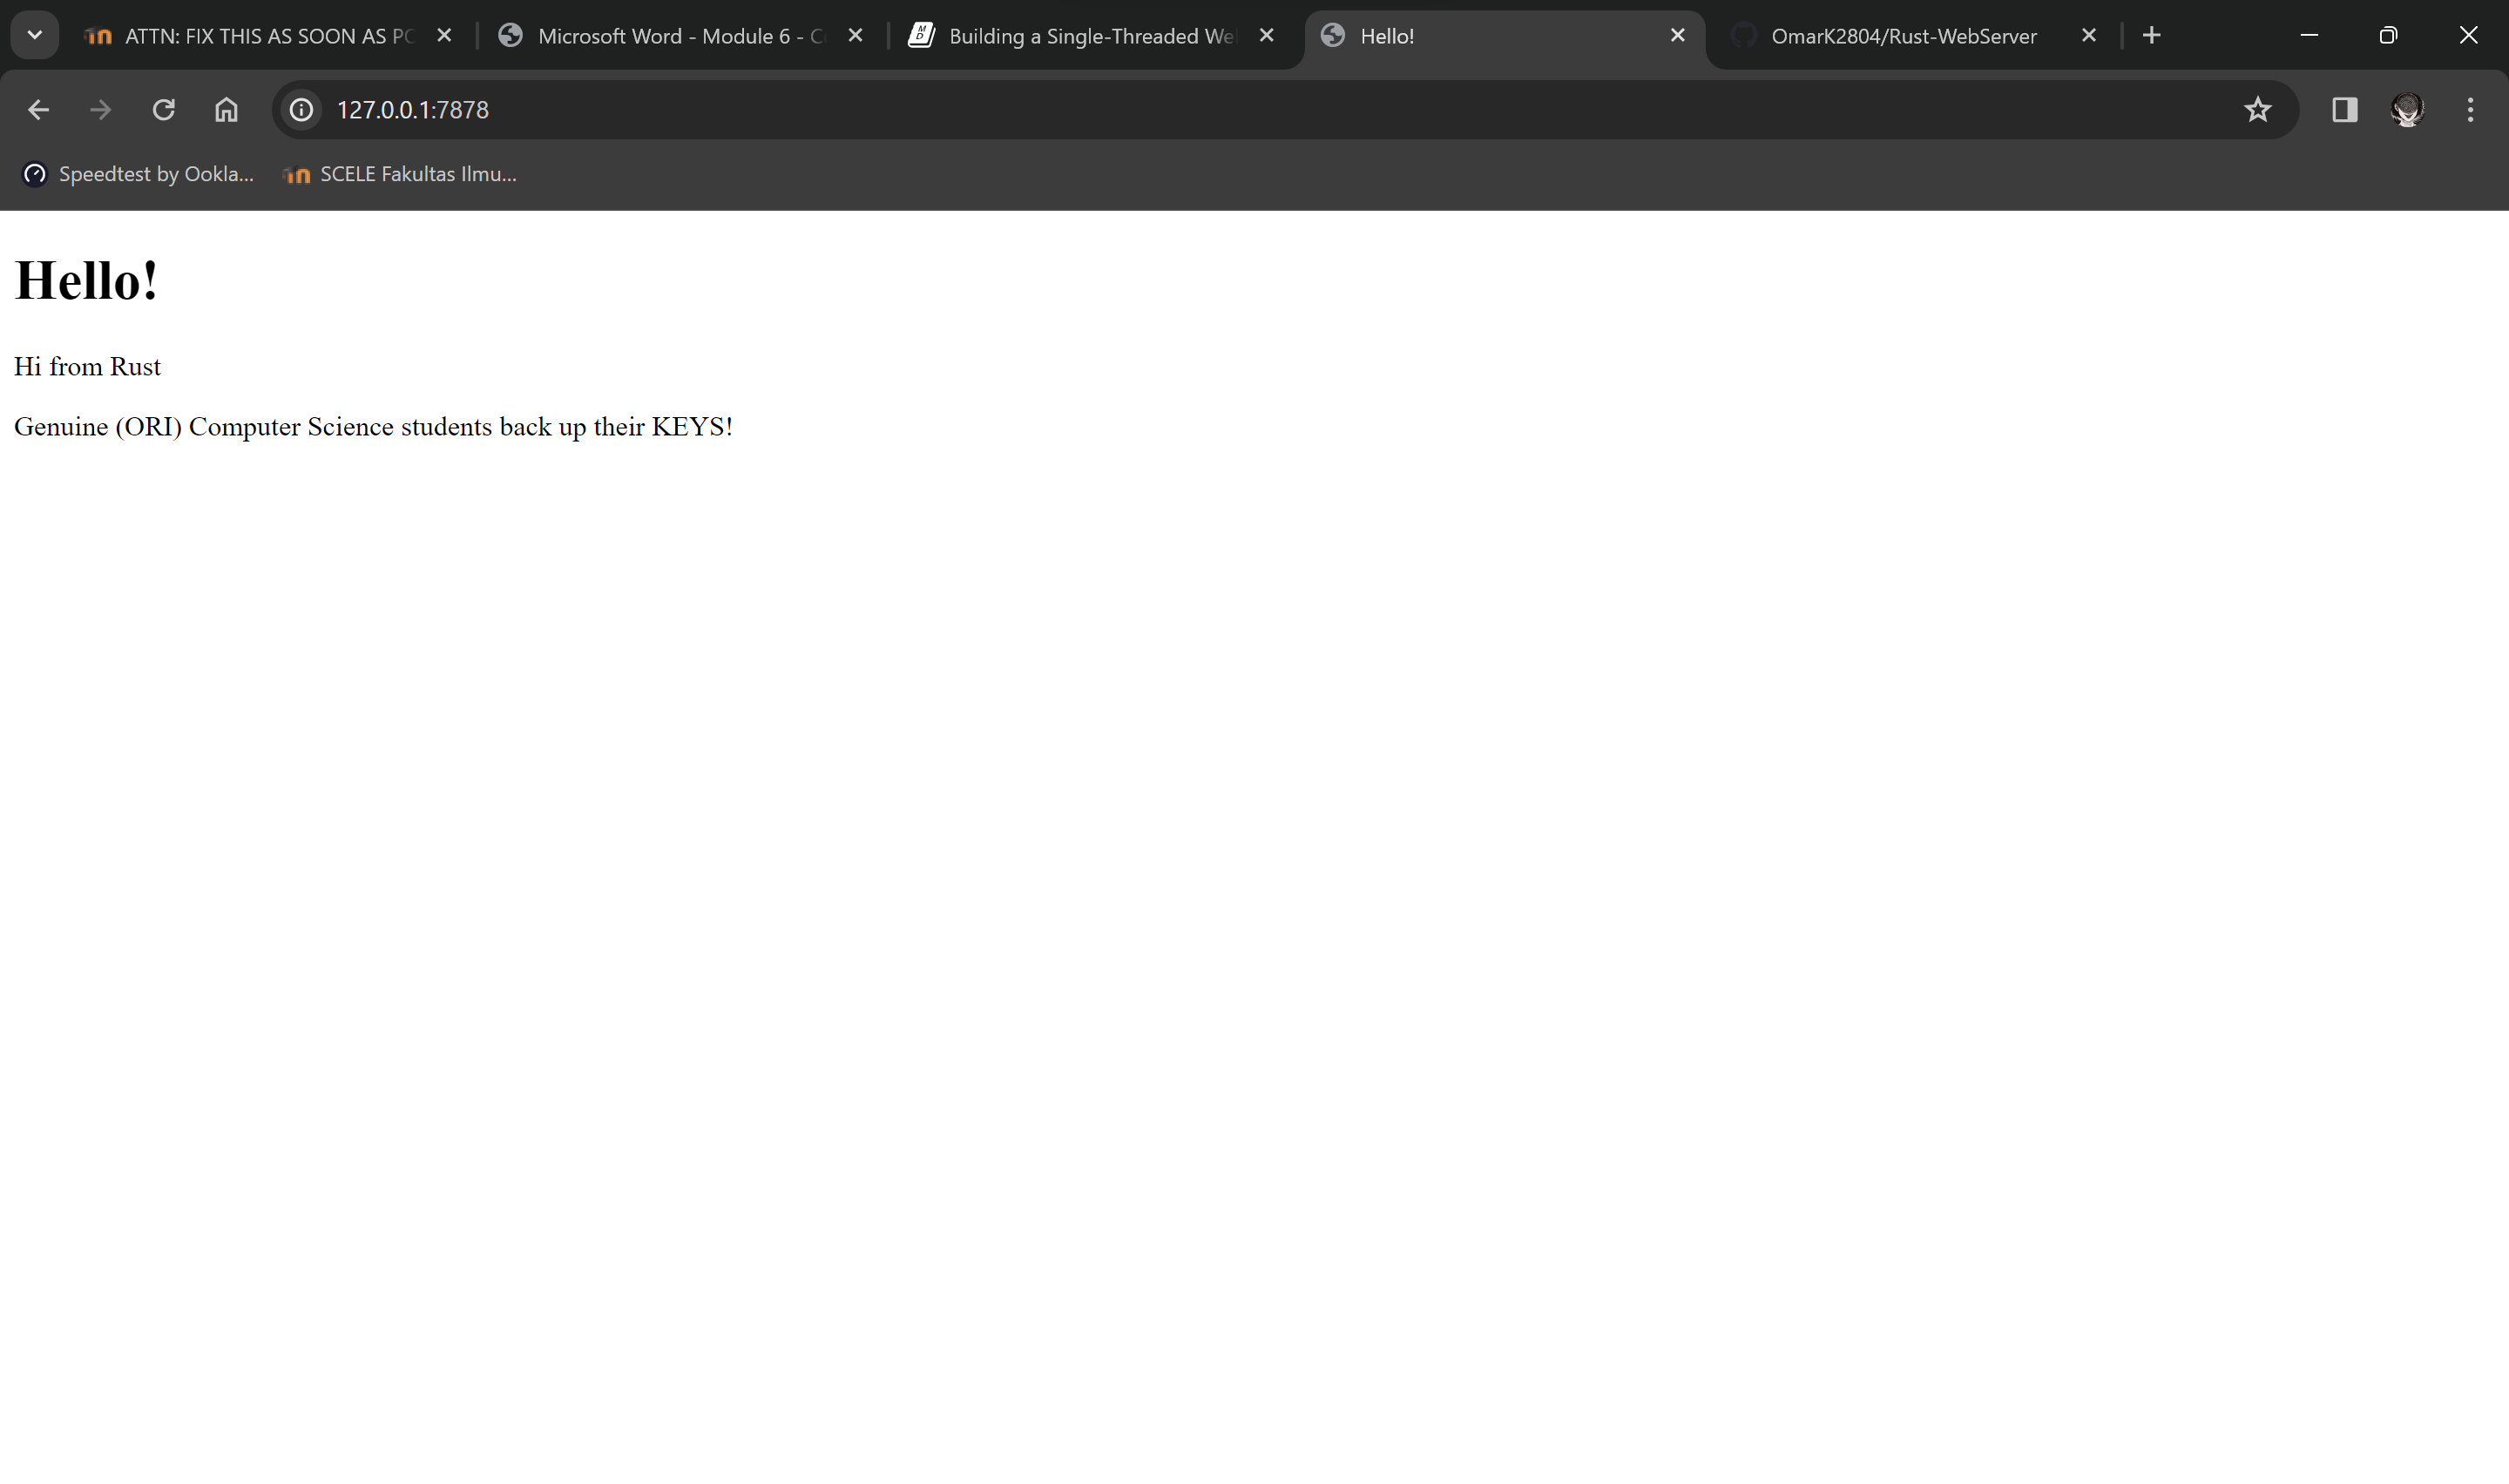 ATTN: FIX THIS AS SOON AS
Microsoft Word - Module 6 -
Building a Single-Threaded
Hello!
OmarK2804/Rust-WebServer
127.0.0.1:7878
Speedtest by Ookla...
SCELE Fakultas Ilmu...
Hello!
Hi from Rust
Genuine (ORI) Computer Science students back up their KEYS!